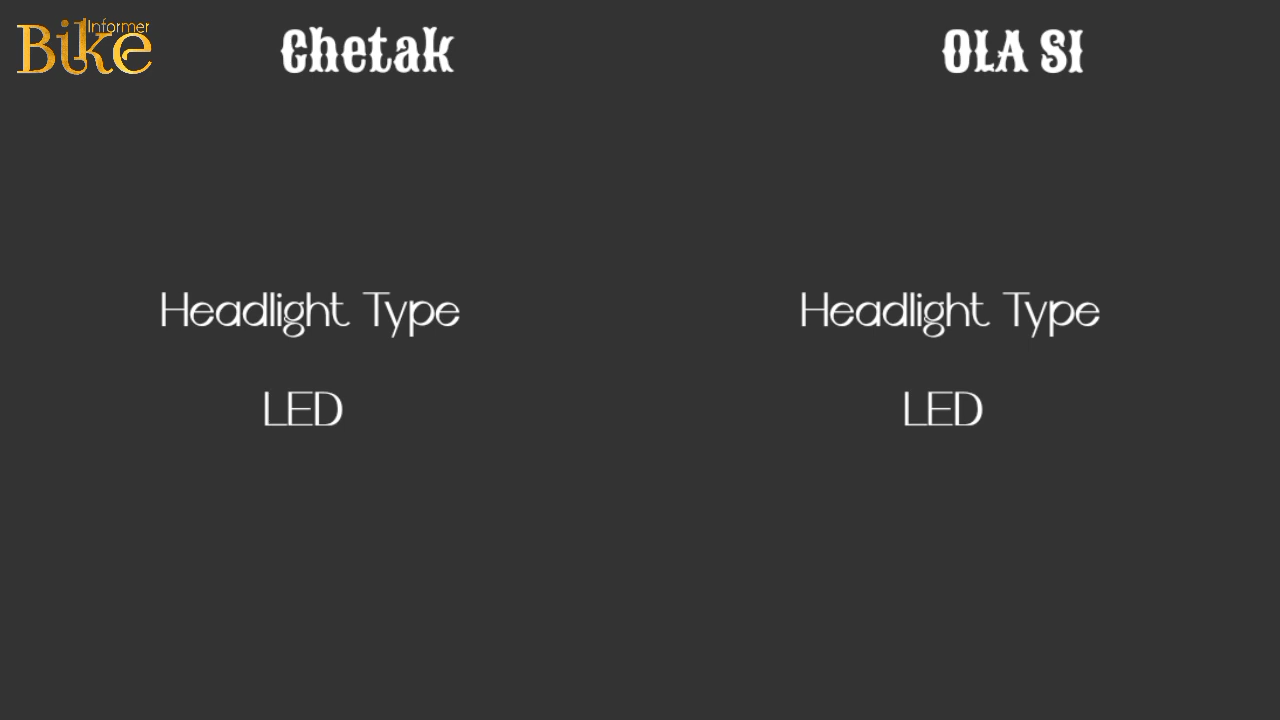 Bike Informer
Chetak
OLA S1
Headlight Type
Headlight Type
LED
LED